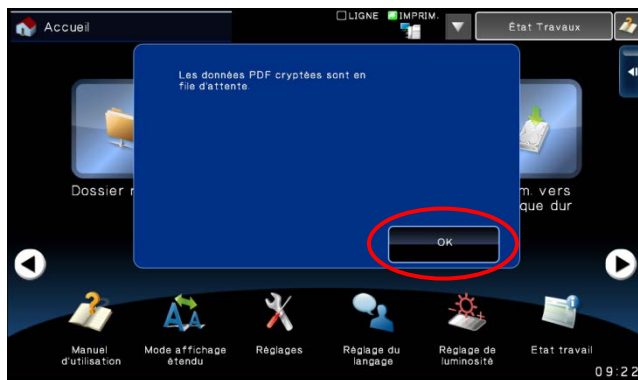 Accueil
LIGNE
IMPRIM.
État Travaux
Les données PDF cryptées sont en
file d'attente.
Dossier
m. vers
que dur
OK
Manuel
d'utilisation
Mode affichage
étendu
Réglages
Réglage du
langage
Réglage de
luminosité
Etat travail
09:22